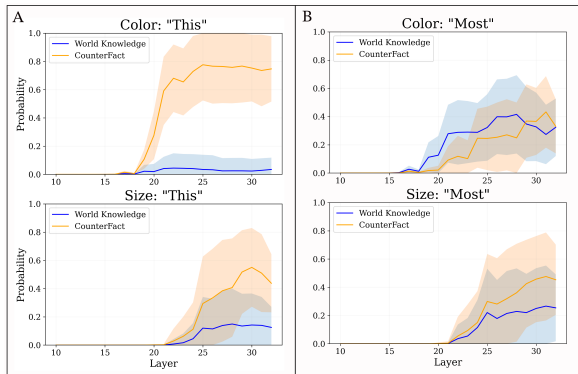 A
Color: "This"
World Knowledge
CounterFact
Probability
1.0
0.8
0.6
0.4
0.2
0.0
10 15 20 25 30
Size: "This"
World Knowledge
CounterFact
Probability
1.0
0.8
0.6
0.4
0.2
0.0
10 15 20 25 30
Layer
B
Color: "Most"
World Knowledge
CounterFact
1.0
0.8
0.6
0.4
0.2
0.0
10 15 20 25 30
Size: "Most"
World Knowledge
CounterFact
1.0
0.8
0.6
0.4
0.2
0.0
10 15 20 25 30
Layer